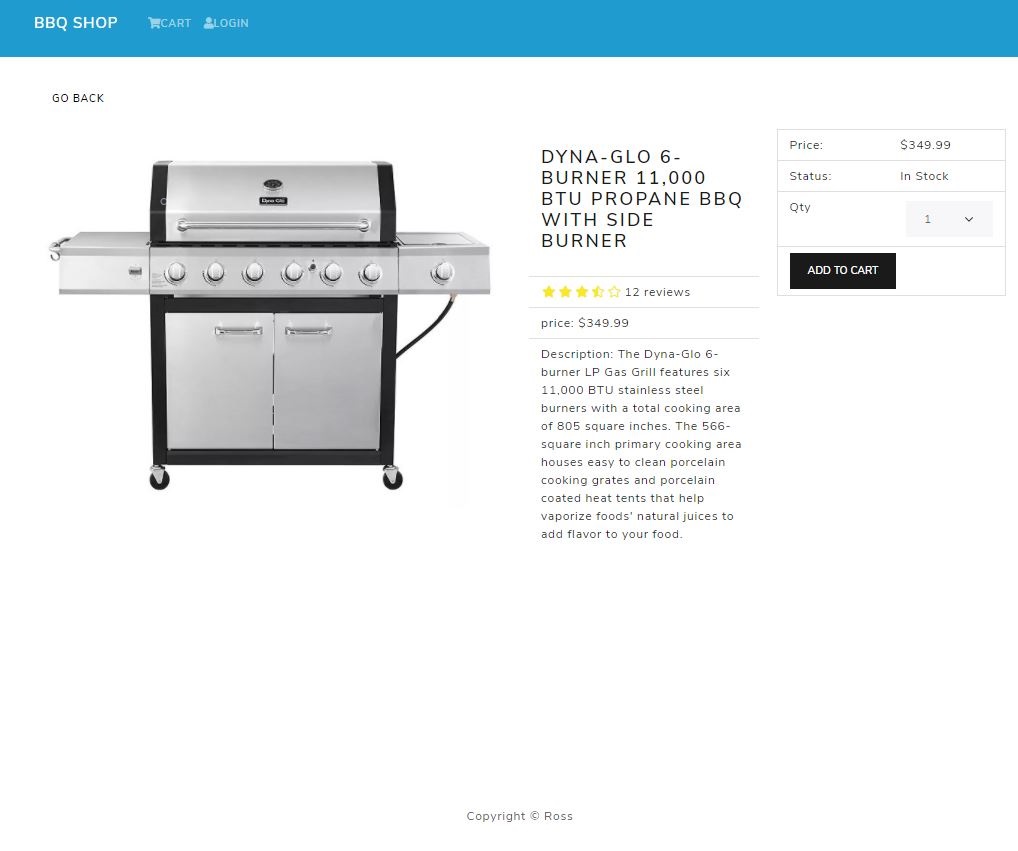 BBQ SHOP
CART
LOGIN
GO BACK
Dyna-Glo
DYNA-GLO 6-
BURNER 11,000
BTU PROPANE BBQ
WITH SIDE
BURNER
12 reviews
price: $349.99
Description: The Dyna-Glo 6-
burner LP Gas Grill features six
11,000 BTU stainless steel
burners with a total cooking area
of 805 square inches. The 566-
square inch primary cooking area
houses easy to clean porcelain
cooking grates and porcelain
coated heat tents that help
vaporize foods' natural juices to
add flavor to your food.
Price: $349.99
Status: In Stock
Qty 1
ADD TO CART
Copyright © Ross